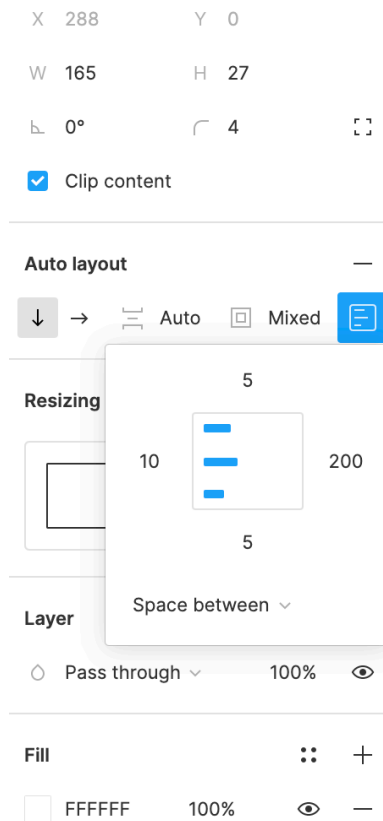 X 288 Y 0
W 165 H 27
0° 4
Clip content
Auto layout
Auto Mixed
5
Resizing
10 200
5
Space between
Layer
Pass through 100%
Fill
FFFFFF 100%